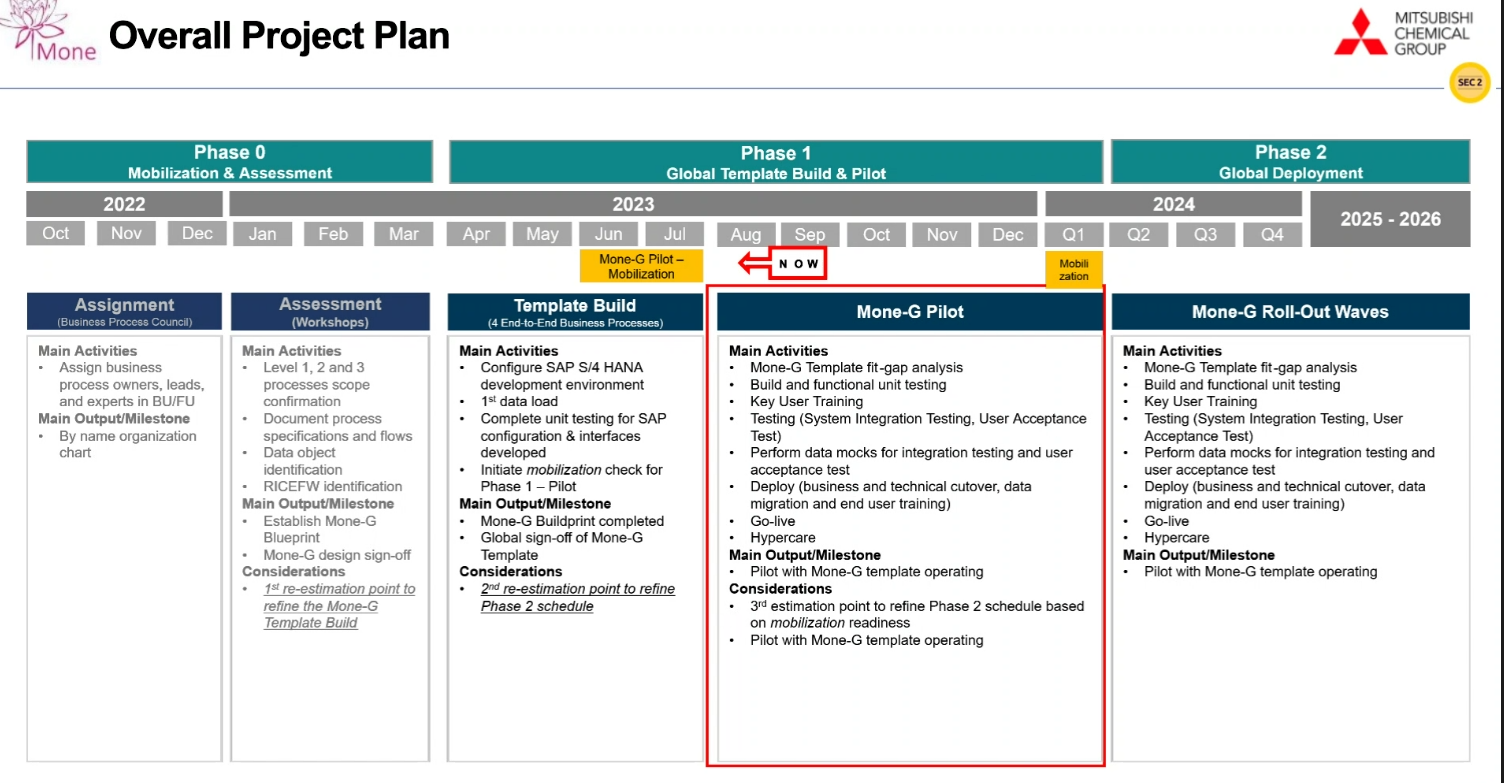 Mone
Overall Project Plan
MITSUBISHI
CHEMICAL
GROUP
SEC 2
Phase 0
Mobilization & Assessment
Phase 1
Global Template Build & Pilot
Phase 2
Global Deployment
2022
2023
2024
2025 - 2026
Oct
Nov
Dec
Jan
Feb
Mar
Apr
May
Jun
Jul
Aug
Sep
Oct
Nov
Dec
Q1
Q2
Q3
Q4
Mone-G Pilot –
Mobilization
N O W
Mobili
zation
Assignment
(Business Process Council)
Main Activities
• Assign business
process owners, leads,
and experts in BU/FU
Main Output/Milestone
• By name organization
chart
Assessment
(Workshops)
Main Activities
• Level 1, 2 and 3
processes scope
confirmation
• Document process
specifications and flows
• Data object
identification
• RICEFW identification
Main Output/Milestone
• Establish Mone-G
Blueprint
• Mone-G design sign-off
Considerations
• 1st re-estimation point to
refine the Mone-G
Template Build
Template Build
(4 End-to-End Business Processes)
Main Activities
• Configure SAP S/4 HANA
development environment
• 1st data load
• Complete unit testing for SAP
configuration & interfaces
developed
• Initiate mobilization check for
Phase 1 – Pilot
Main Output/Milestone
• Mone-G Buildprint completed
• Global sign-off of Mone-G
Template
Considerations
• 2nd re-estimation point to refine
Phase 2 schedule
Mone-G Pilot
Main Activities
• Mone-G Template fit-gap analysis
• Build and functional unit testing
• Key User Training
• Testing (System Integration Testing, User Acceptance
Test)
• Perform data mocks for integration testing and user
acceptance test
• Deploy (business and technical cutover, data
migration and end user training)
• Go-live
• Hypercare
Main Output/Milestone
• Pilot with Mone-G template operating
Considerations
• 3rd estimation point to refine Phase 2 schedule based
on mobilization readiness
• Pilot with Mone-G template operating
Mone-G Roll-Out Waves
Main Activities
• Mone-G Template fit-gap analysis
• Build and functional unit testing
• Key User Training
• Testing (System Integration Testing, User
Acceptance Test)
• Perform data mocks for integration testing and
user acceptance test
• Deploy (business and technical cutover, data
migration and end user training)
• Go-live
• Hypercare
Main Output/Milestone
• Pilot with Mone-G template operating